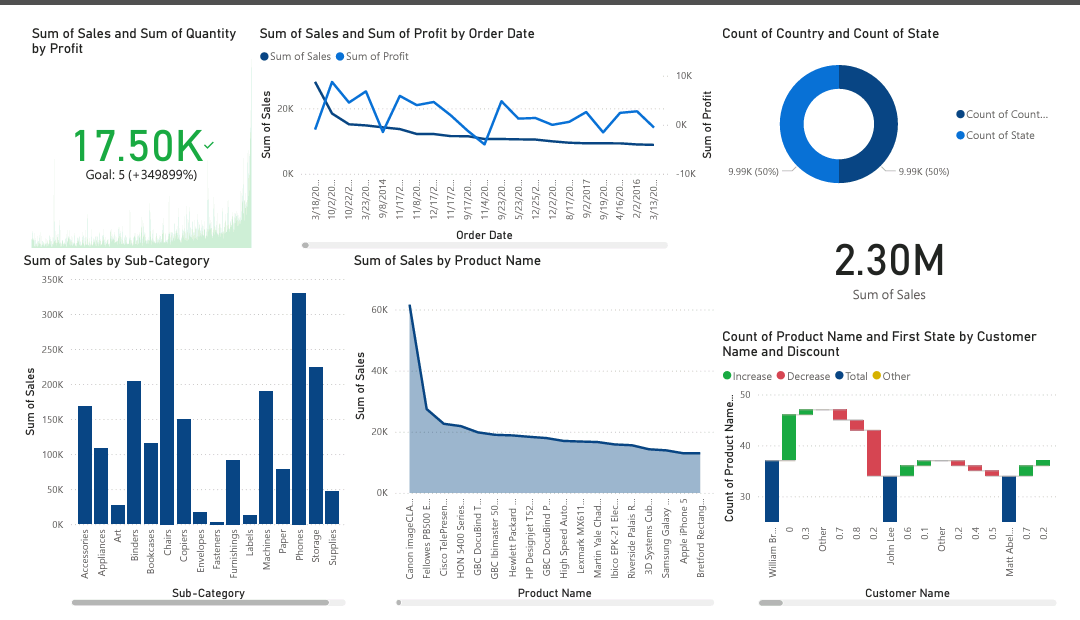 Sum of Sales and Sum of Quantity
by Profit
17.50K
Goal: 5 (+349899%)
Sum of Sales and Sum of Profit by Order Date
Sum of Sales
Sum of Profit
Sum of Sales
20K
0K
10K
0K
-10K
Sum of Profit
3/18/20...
10/2/20...
10/22/2...
3/23/20...
9/8/2014
11/17/2...
11/8/20...
12/17/2...
11/17/2...
9/17/20...
11/4/20...
9/23/20...
5/23/20...
12/25/2...
12/2/20...
8/17/20...
9/2/2017
9/19/20...
4/16/20...
2/2/2016
3/13/20...
Order Date
Count of Country and Count of State
Count of Count...
Count of State
9.99K (50%)
9.99K (50%)
2.30M
Sum of Sales
Sum of Sales by Sub-Category
Sum of Sales
350K
300K
250K
200K
150K
100K
50K
0K
Accessories
Appliances
Art
Binders
Bookcases
Chairs
Copiers
Envelopes
Fasteners
Furnishings
Labels
Machines
Paper
Phones
Storage
Supplies
Sub-Category
Sum of Sales by Product Name
Sum of Sales
60K
40K
20K
0K
Canon imageCLA...
Fellowes PB500 E...
Cisco TelePresen...
HON 5400 Series...
GBC DocuBind T...
GBC Ibimaster 50...
Hewlett Packard ...
HP Designjet T52...
GBC DocuBind P...
High Speed Auto...
Lexmark MX611...
Martin Yale Chad...
Ibico EPK-21 Elec...
Riverside Palais R...
3D Systems Cub...
Samsung Galaxy ...
Apple iPhone 5
Bretford Rectang...
Product Name
Count of Product Name and First State by Customer
Name and Discount
Increase
Decrease
Total
Other
Count of Product Name...
50
40
30
William Br...
0
0.3
Other
0.7
0.8
0.2
John Lee
0.6
0.1
Other
0.2
0.4
0.5
Matt Abel...
0.7
0.2
Customer Name